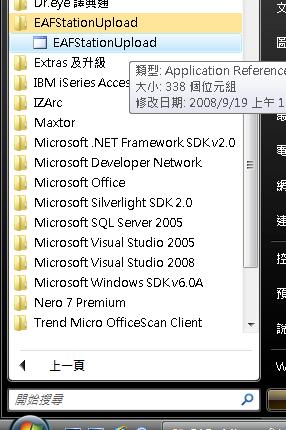 Dr.eye 譯典通
EAFStationUpload
EAFStationUpload
Extras 及升級
類型: Application Reference
IBM iSeries Acces
大小: 338 個位元組
IZArc
修改日期: 2008/9/19 上午 1
Maxtor
Microsoft .NET Framework SDK v2.0
Microsoft Developer Network
Microsoft Office
Microsoft Silverlight SDK 2.0
Microsoft SQL Server 2005
Microsoft Visual Studio 2005
Microsoft Visual Studio 2008
Microsoft Windows SDK v6.0A
Nero 7 Premium
Trend Micro OfficeScan Client
上一頁
開始搜尋